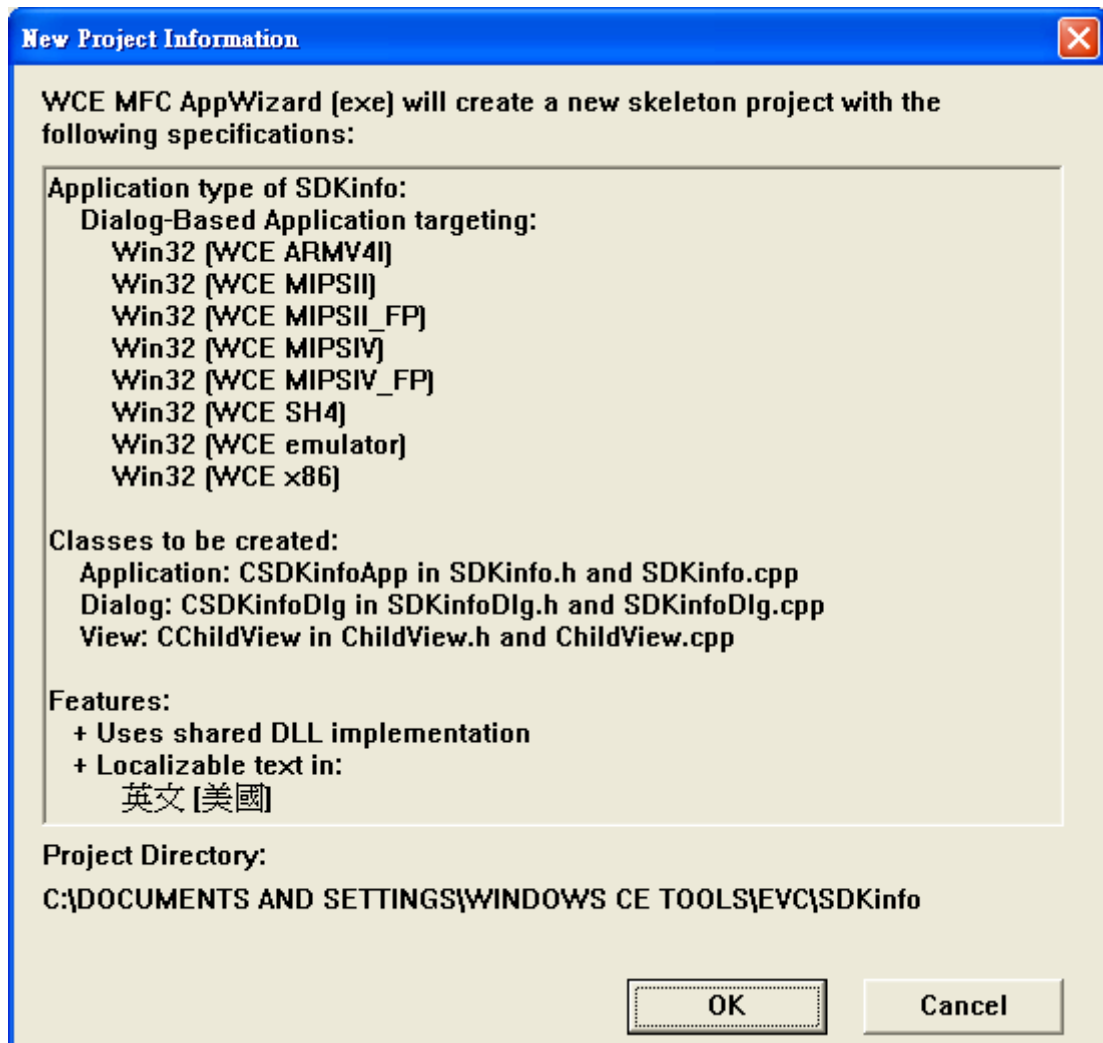 New Project Information
WCE MFC AppWizard (exe) will create a new skeleton project with the
following specifications:
Application type of SDKinfo:
Dialog-Based Application targeting:
Win32 (WCE ARMV4I)
Win32 (WCE MIPSII)
Win32 (WCE MIPSII_FP)
Win32 (WCE MIPSIV)
Win32 (WCE MIPSIV_FP)
Win32 (WCE SH4)
Win32 (WCE emulator)
Win32 (WCE x86)
Classes to be created:
Application: CSDKinfoApp in SDKinfo.h and SDKinfo.cpp
Dialog: CSDKinfoDlg in SDKinfoDlg.h and SDKinfoDlg.cpp
View: CChildView in ChildView.h and ChildView.cpp
Features:
+ Uses shared DLL implementation
+ Localizable text in:
英文 [美國]
Project Directory:
C:\DOCUMENTS AND SETTINGS\WINDOWS CE TOOLS\EVC\SDKinfo
OK Cancel